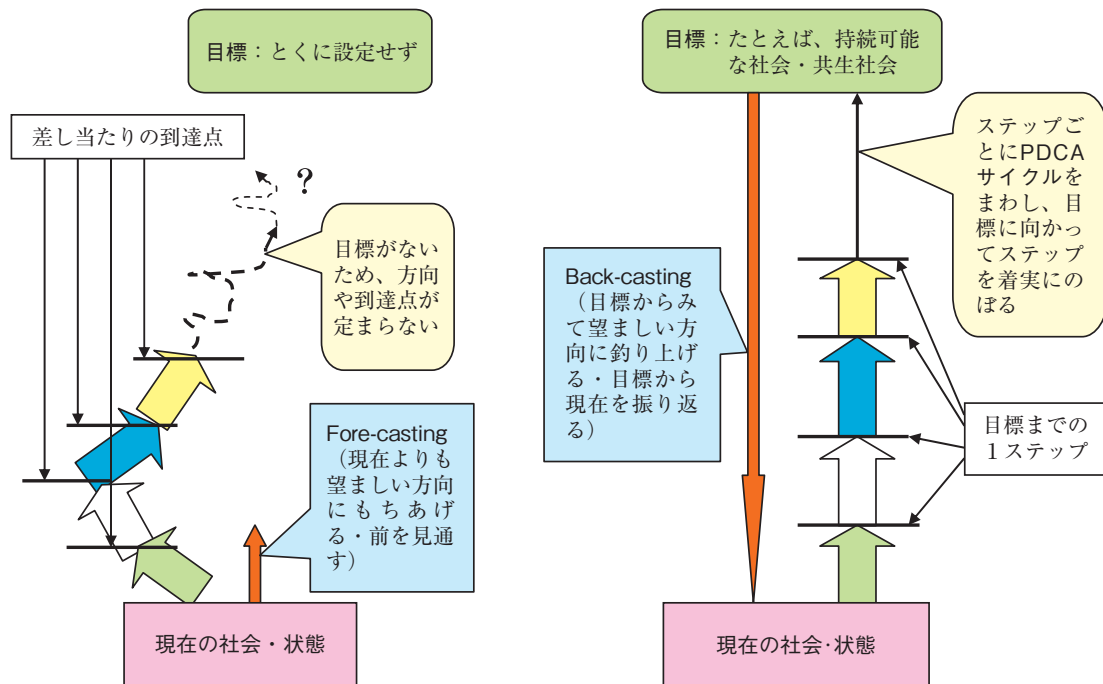 目標：とくに設定せず
差し当たりの到達点
?
目標がない
ため、方向
や到達点が
定まらない
Fore-casting
（現在よりも
望ましい方向
にもちあげ
る・前を見通
す）
現在の社会・状態
目標：たとえば、持続可能
な社会・共生社会
ステップご
とにPDCA
サイクルを
まわし、目
標に向かっ
てステップ
を着実にの
ぼる
Back-casting
（目標からみ
て望ましい方
向に釣り上げ
る・目標から
現在を振り返
る）
目標までの
１ステップ
現在の社会・状態